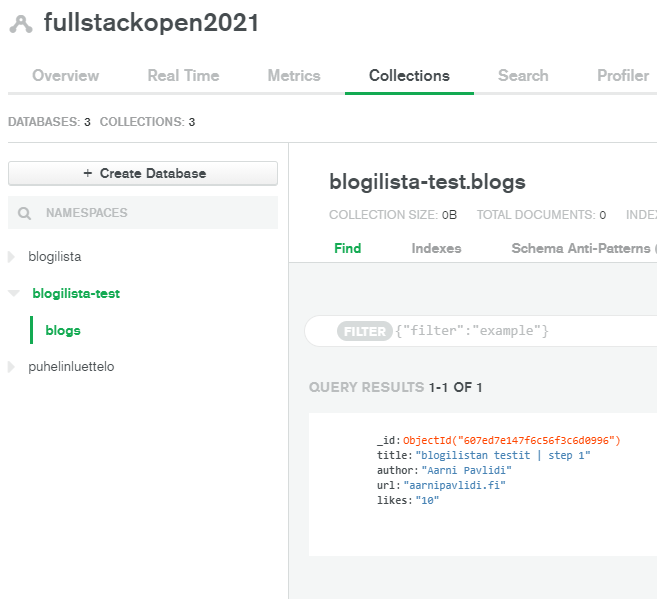 fullstackopen2021
Overview Real Time Metrics Collections Search Profiler
DATABASES: 3 COLLECTIONS: 3
+ Create Database
NAMESPACES
blogilista
blogilista-test
blogs
puhelinluettelo
blogilista-test.blogs
COLLECTION SIZE: 0B TOTAL DOCUMENTS: 0 INDE
Find Indexes Schema Anti-Patterns (
FILTER {"filter":"example"}
QUERY RESULTS 1-1 OF 1
_id: ObjectId("607ed7e147f6c56f3c6d0996")
title: "blogilistan testit | step 1"
author: "Aarni Pavlidi"
url: "aarnipavlidi.fi"
likes: "10"